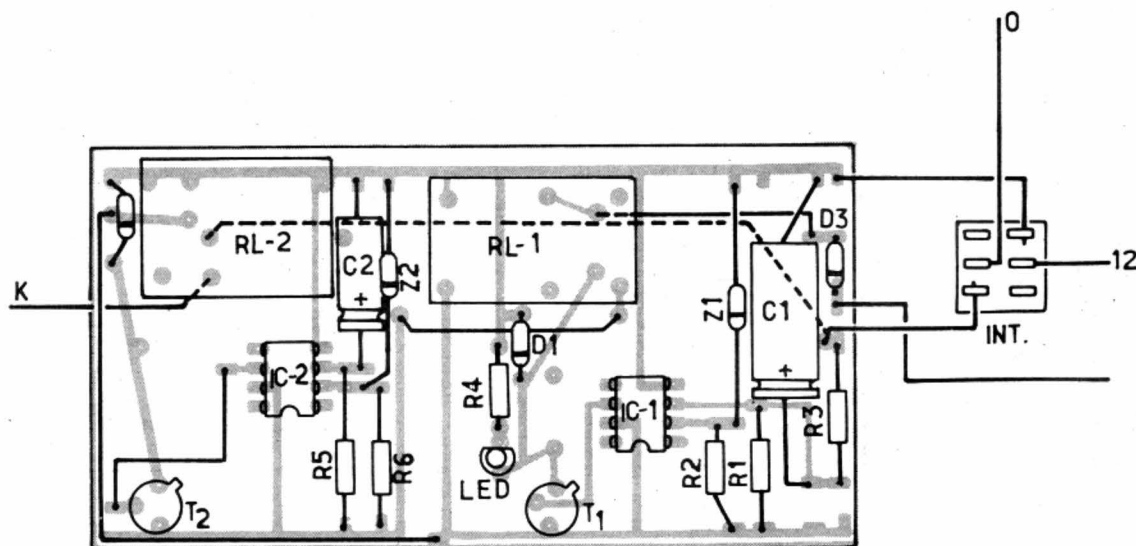 0
RL-2
C2
+
Z2
RL-1
Z1
C1
+
D3
12
K
INT.
D1
IC-2
R4
IC-1
R3
R5
R6
LED
R2
R1
T2
T1